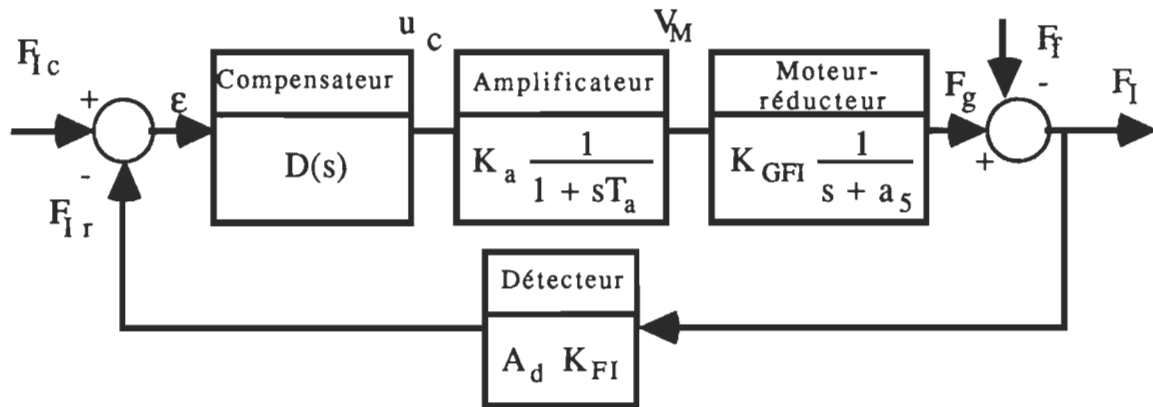 F_Ic
+
ε
-
F_Ir
Compensateur
D(s)
u_c
Amplificateur
K_a 1 / (1 + sT_a)
V_M
Moteur-
réducteur
K_GFI 1 / (s + a_5)
F_g
+
F_f
-
F_I
Détecteur
A_d K_FI